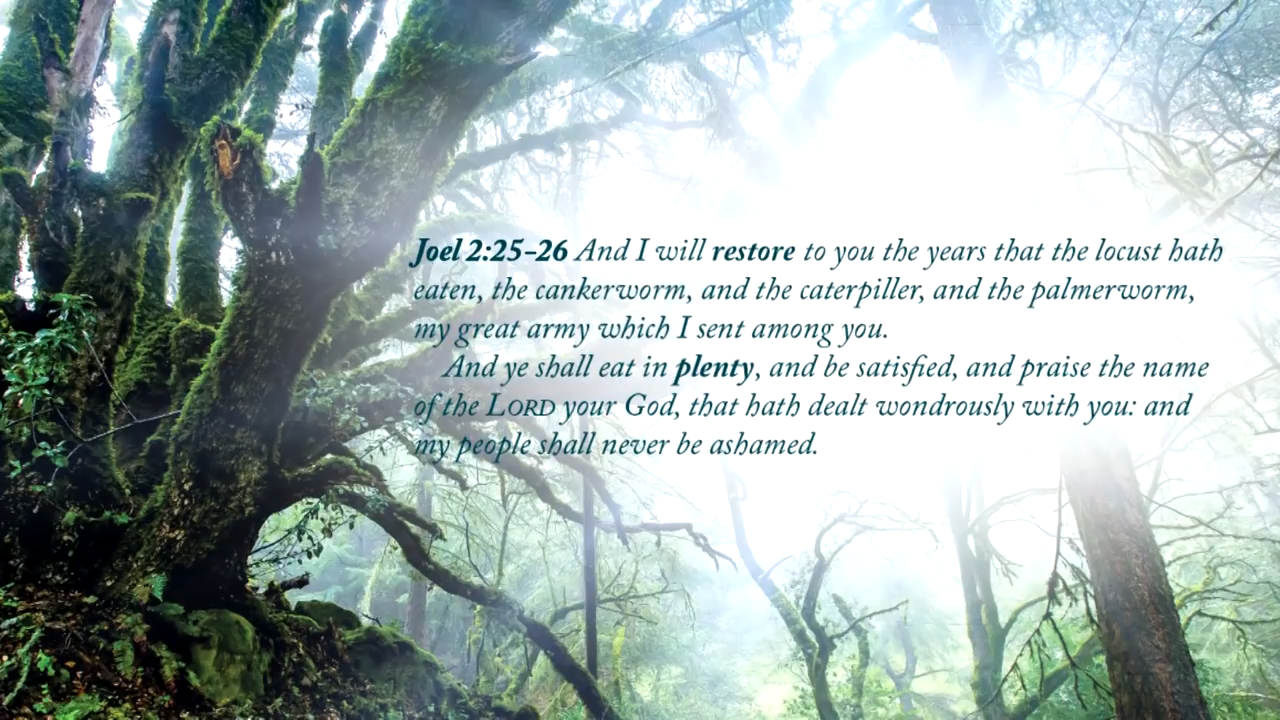 Joel 2:25–26 And I will restore to you the years that the locust hath
eaten, the cankerworm, and the caterpiller, and the palmerworm,
my great army which I sent among you.
And ye shall eat in plenty, and be satisfied, and praise the name
of the LORD your God, that hath dealt wondrously with you: and
my people shall never be ashamed.